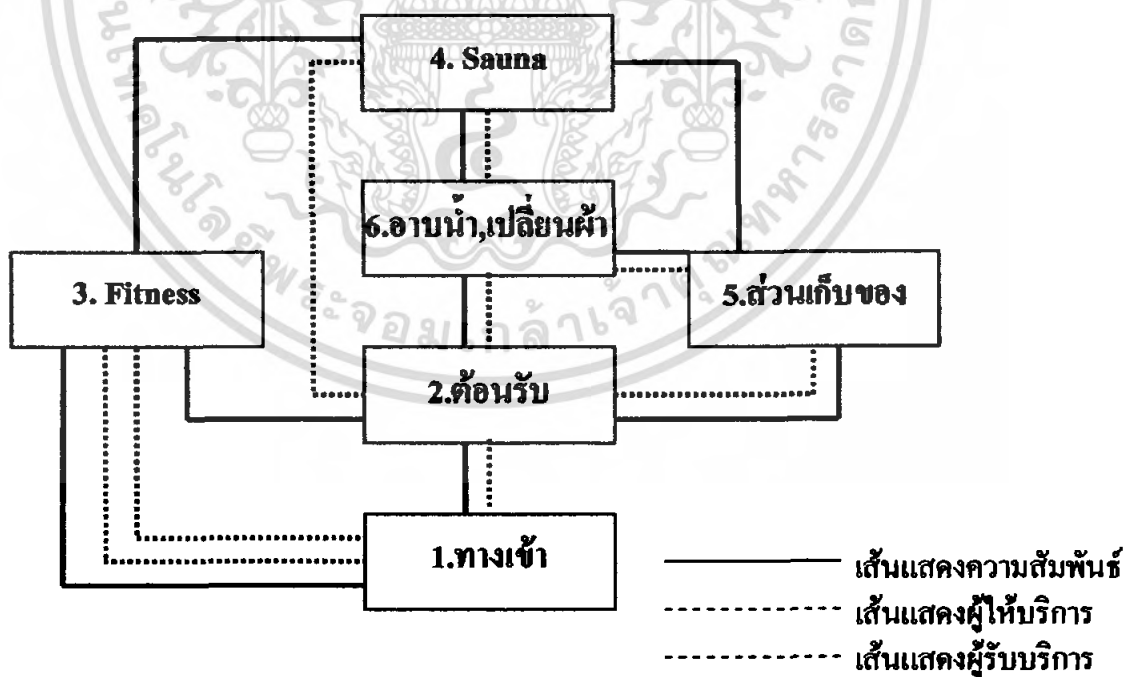 4. Sauna
6.อาบน้ำ,เปลี่ยนผ้า
3. Fitness
5.ส่วนเก็บของ
2.ต้อนรับ
1.ทางเข้า
เส้นแสดงความสัมพันธ์
เส้นแสดงผู้ให้บริการ
เส้นแสดงผู้รับบริการ